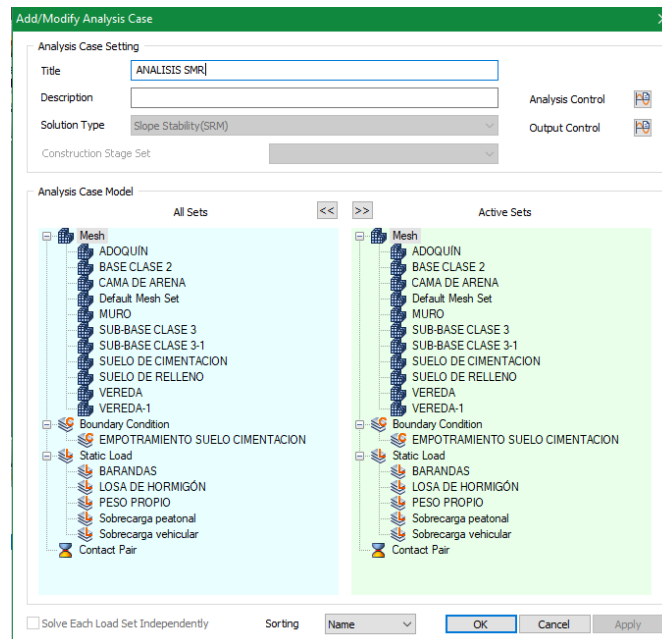 Add/Modify Analysis Case
Analysis Case Setting
Title ANALISIS SMR
Description Analysis Control
Solution Type Slope Stability(SRM) Output Control
Construction Stage Set
Analysis Case Model
All Sets << >> Active Sets
Mesh Mesh
ADOQUÍN ADOQUÍN
BASE CLASE 2 BASE CLASE 2
CAMA DE ARENA CAMA DE ARENA
Default Mesh Set Default Mesh Set
MURO MURO
SUB-BASE CLASE 3 SUB-BASE CLASE 3
SUB-BASE CLASE 3-1 SUB-BASE CLASE 3-1
SUELO DE CIMENTACION SUELO DE CIMENTACION
SUELO DE RELLENO SUELO DE RELLENO
VEREDA VEREDA
VEREDA-1 VEREDA-1
Boundary Condition Boundary Condition
EMPOTRAMIENTO SUELO CIMENTACION EMPOTRAMIENTO SUELO CIMENTACION
Static Load Static Load
BARANDAS BARANDAS
LOSA DE HORMIGÓN LOSA DE HORMIGÓN
PESO PROPIO PESO PROPIO
Sobrecarga peatonal Sobrecarga peatonal
Sobrecarga vehicular Sobrecarga vehicular
Contact Pair Contact Pair
Solve Each Load Set Independently Sorting Name OK Cancel Apply